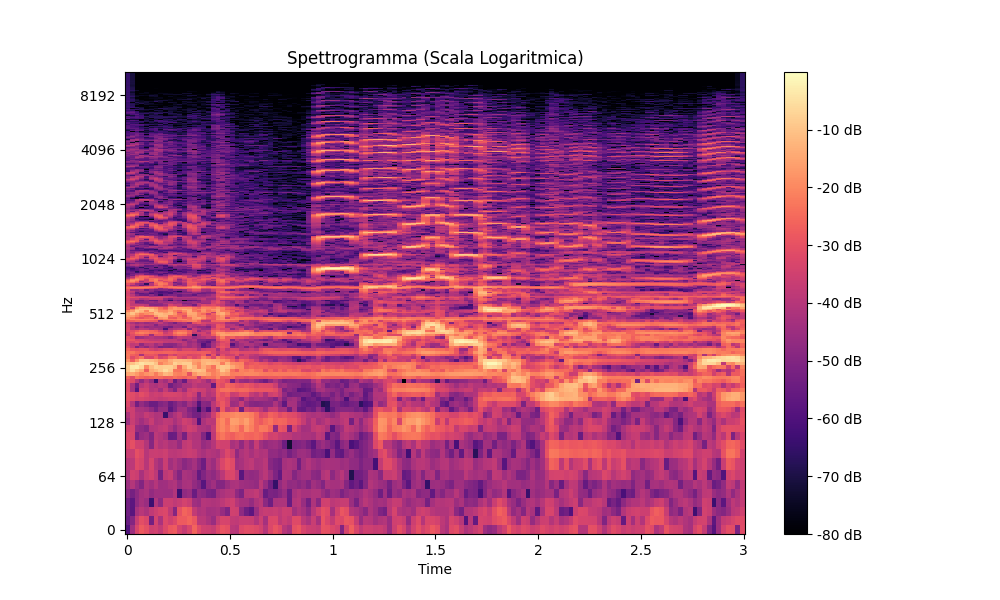 Spettrogramma (Scala Logaritmica)
8192
4096
2048
1024
512
256
128
64
0
Hz
0
0.5
1
1.5
2
2.5
3
Time
-10 dB
-20 dB
-30 dB
-40 dB
-50 dB
-60 dB
-70 dB
-80 dB